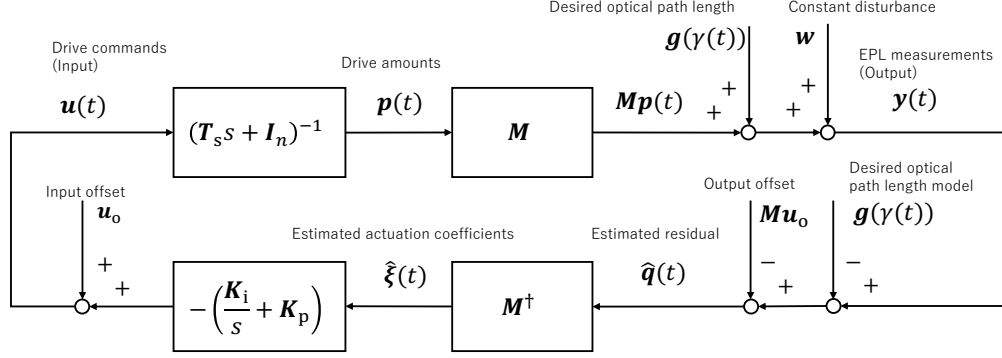 Desired optical path length
𝒈(γ(t))
Constant disturbance
𝒘
Drive commands
(Input)
𝒖(t)
Drive amounts
𝒑(t)
𝑴𝒑(t)
EPL measurements
(Output)
𝒚(t)
+
+
+
+
(𝑻ₛs + 𝑰ₙ)⁻¹
𝑴
Input offset
𝒖ₒ
Output offset
𝑴𝒖ₒ
Desired optical
path length model
𝒈(γ(t))
Estimated actuation coefficients
𝝃̂(t)
Estimated residual
𝒒̂(t)
+
+
−
+
−
+
−(𝑲ᵢ/s + 𝑲ₚ)
𝑴†